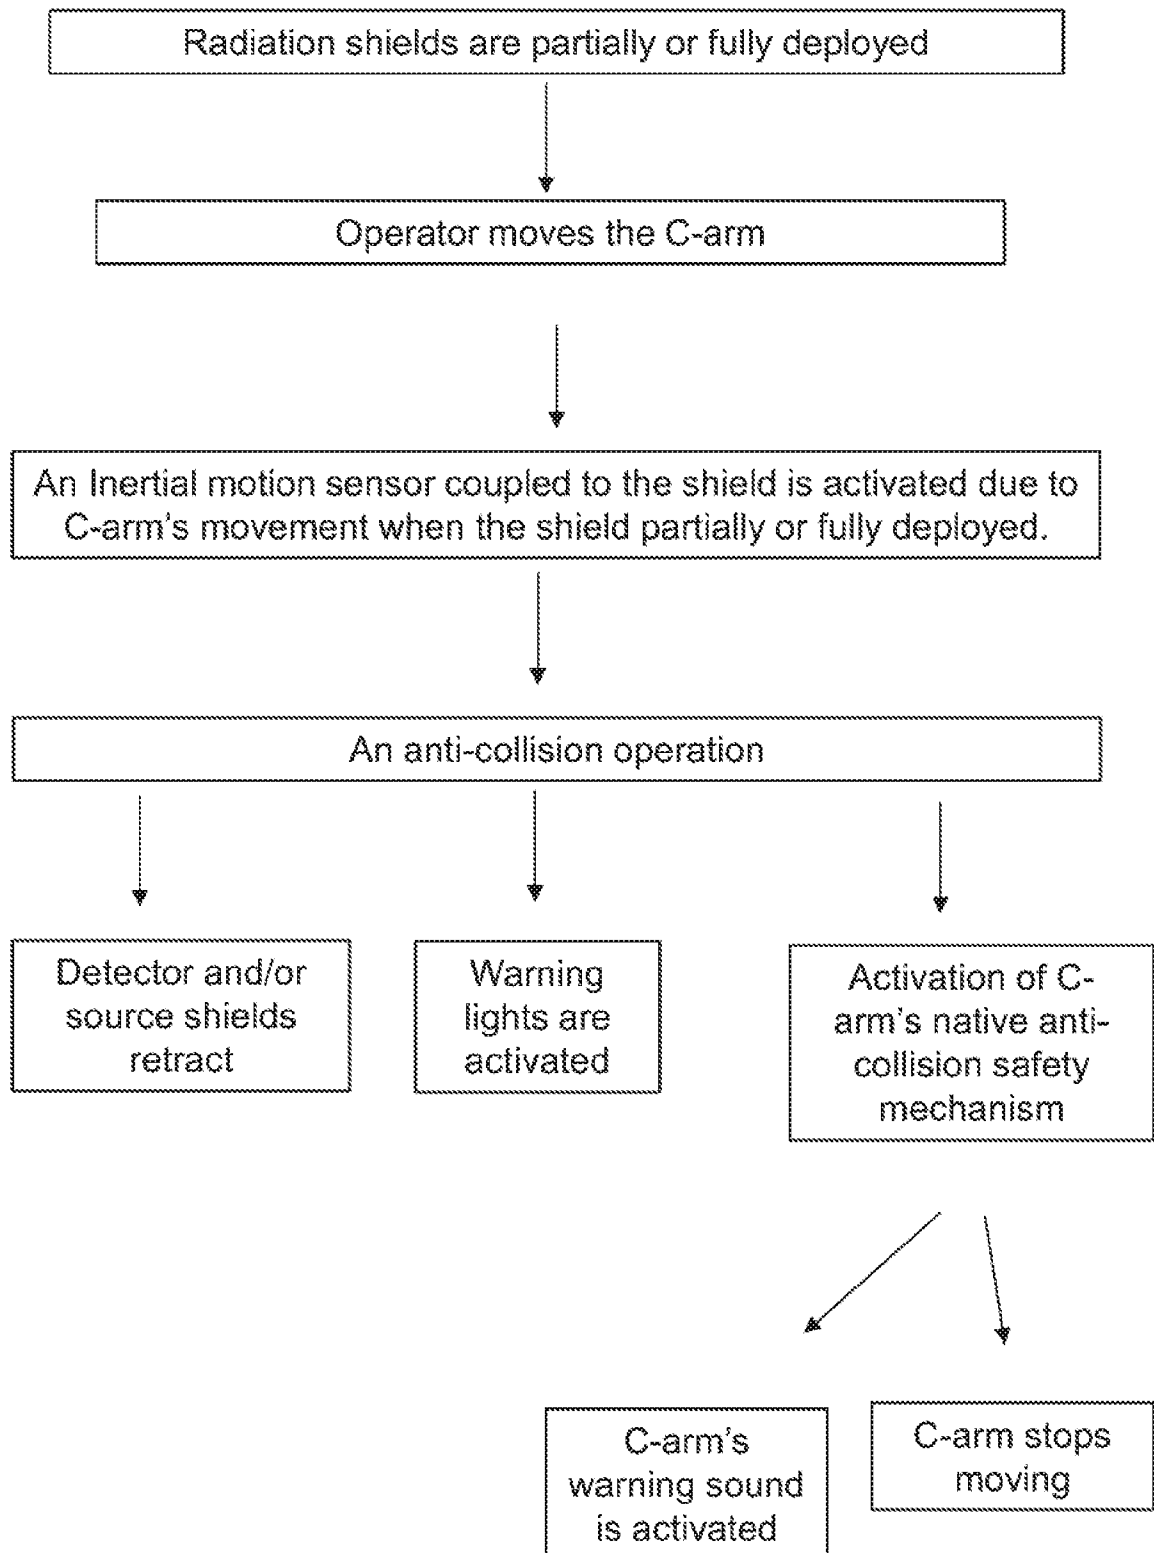 Radiation shields are partially or fully deployed
Operator moves the C-arm
An Inertial motion sensor coupled to the shield is activated due to
C-arm's movement when the shield partially or fully deployed.
An anti-collision operation
Detector and/or
source shields
retract
Warning
lights are
activated
Activation of C-
arm's native anti-
collision safety
mechanism
C-arm's
warning sound
is activated
C-arm stops
moving